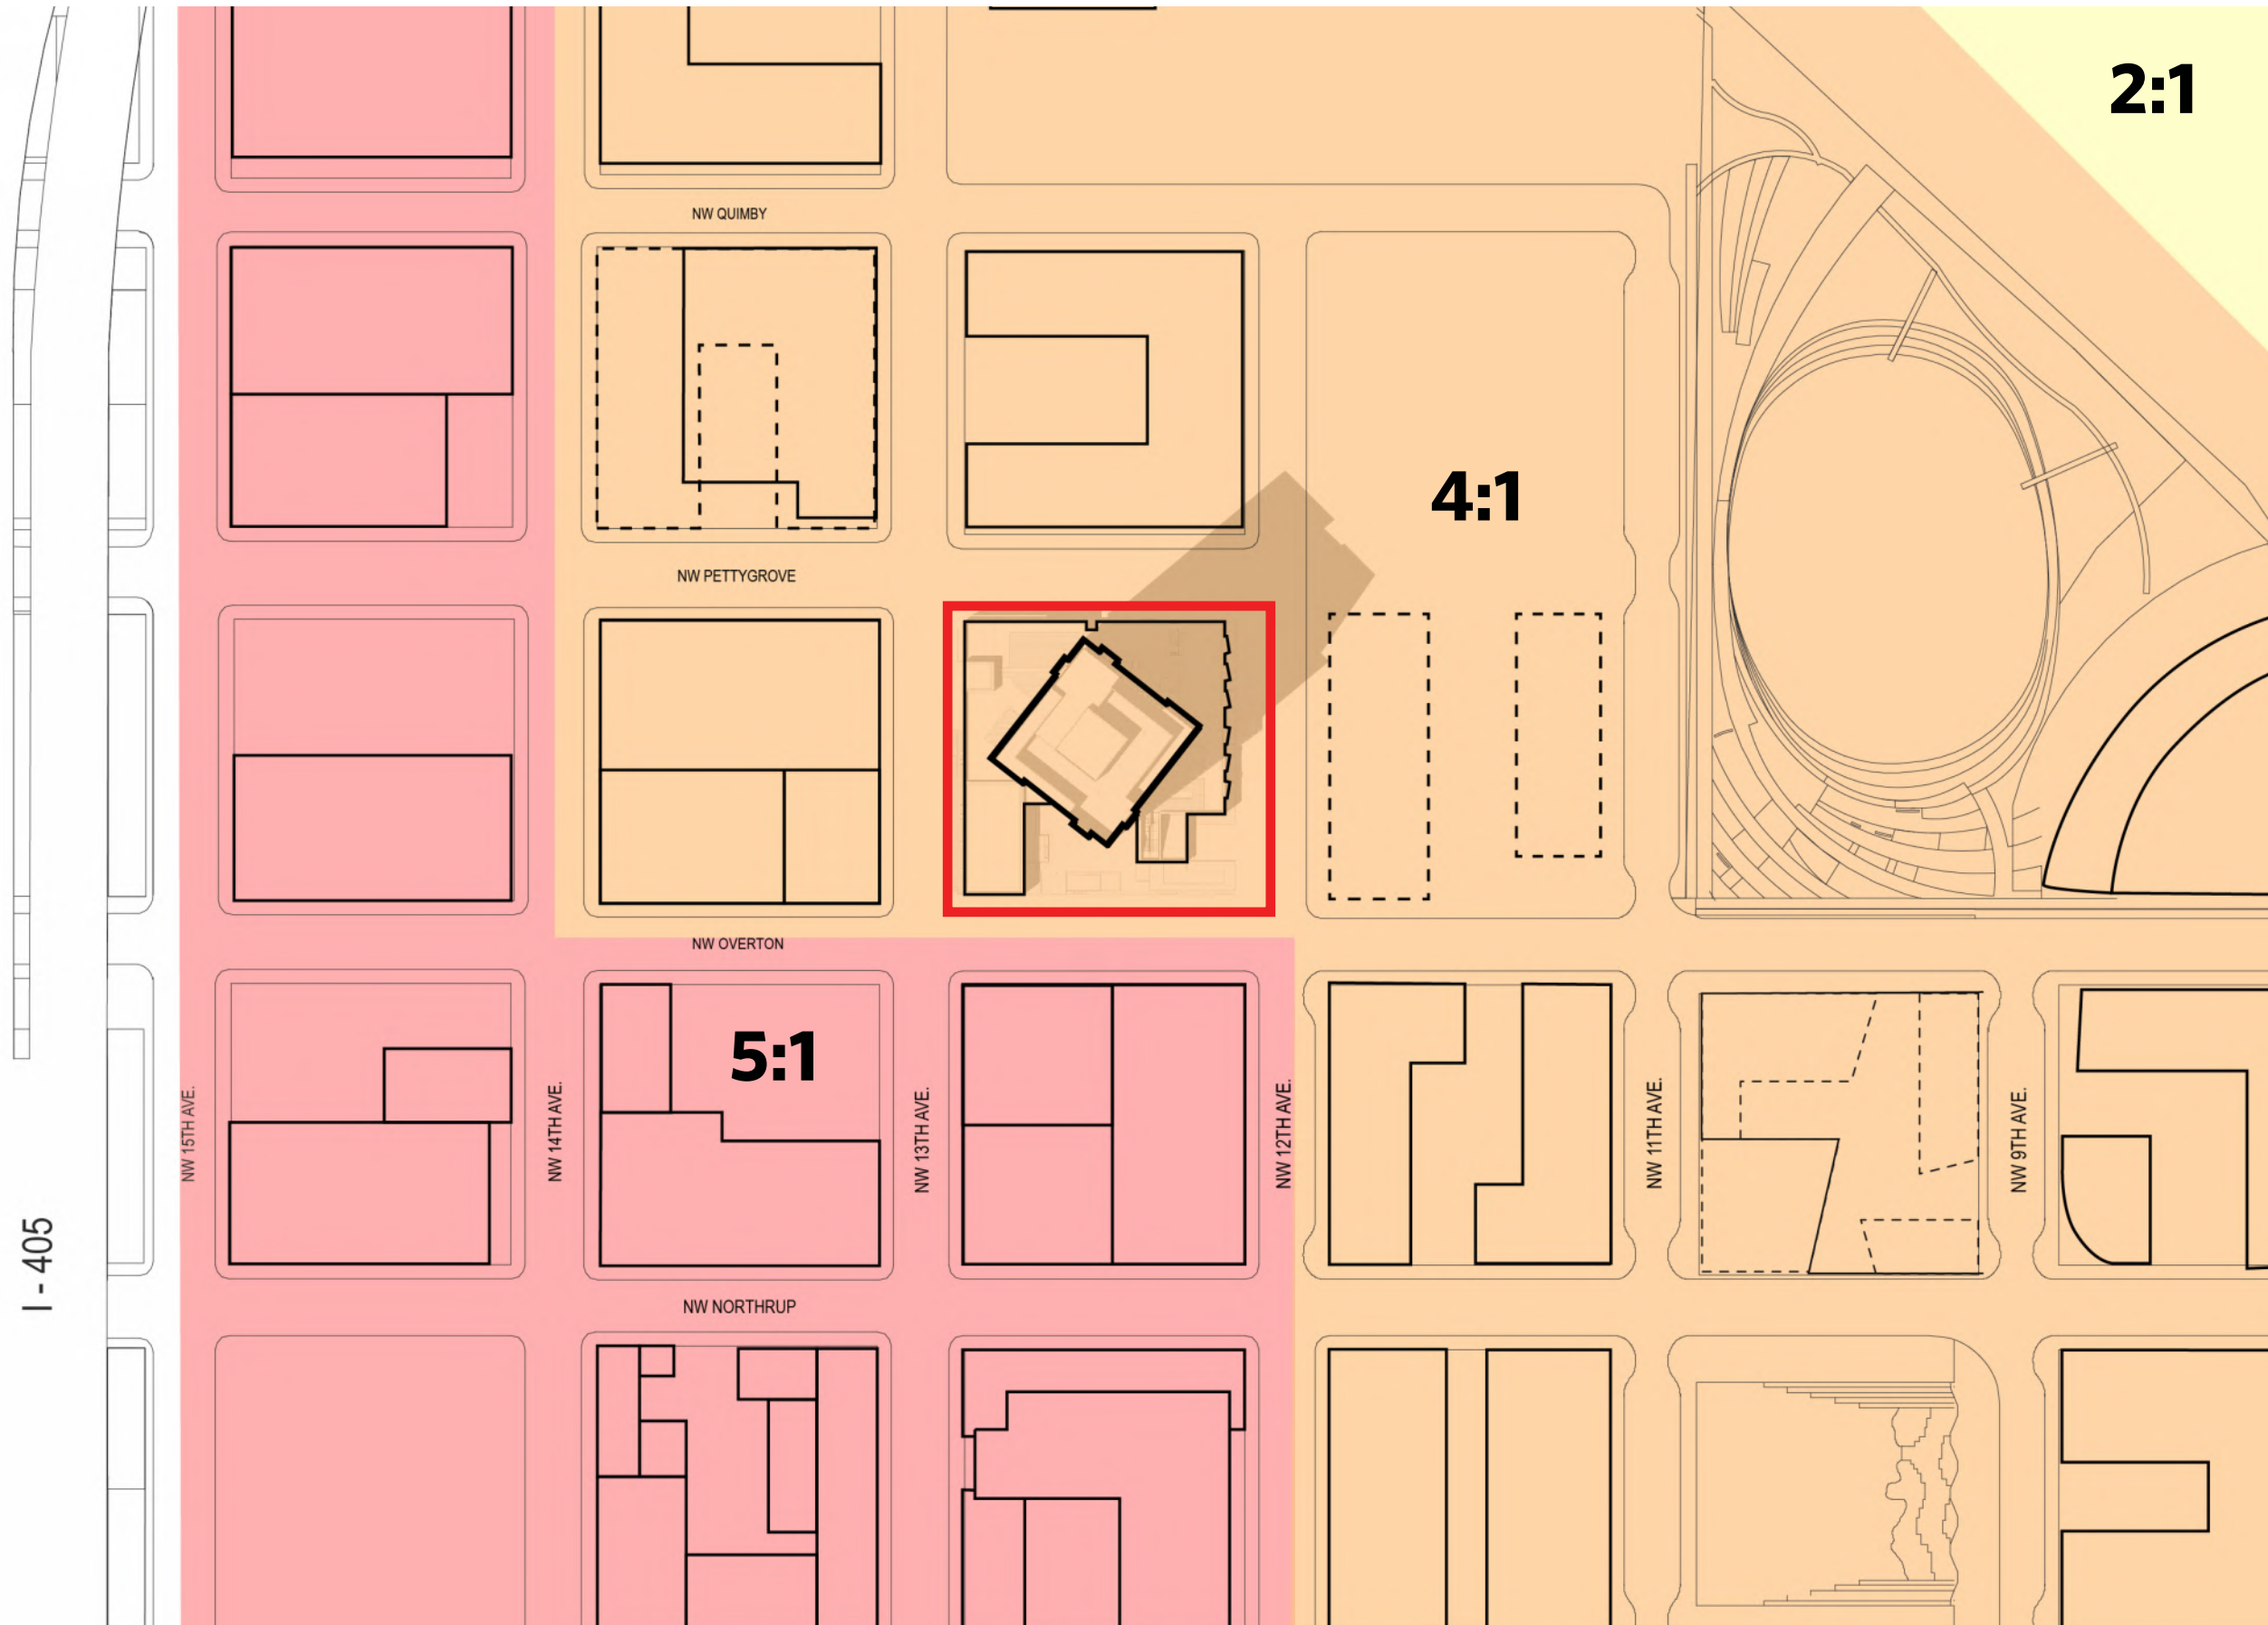 2:1
NW QUIMBY
4:1
NW PETTYGROVE
NW OVERTON
5:1
NW 15TH AVE.
NW 14TH AVE.
NW 13TH AVE.
NW 12TH AVE.
NW 11TH AVE.
NW 9TH AVE.
I - 405
NW NORTHRUP